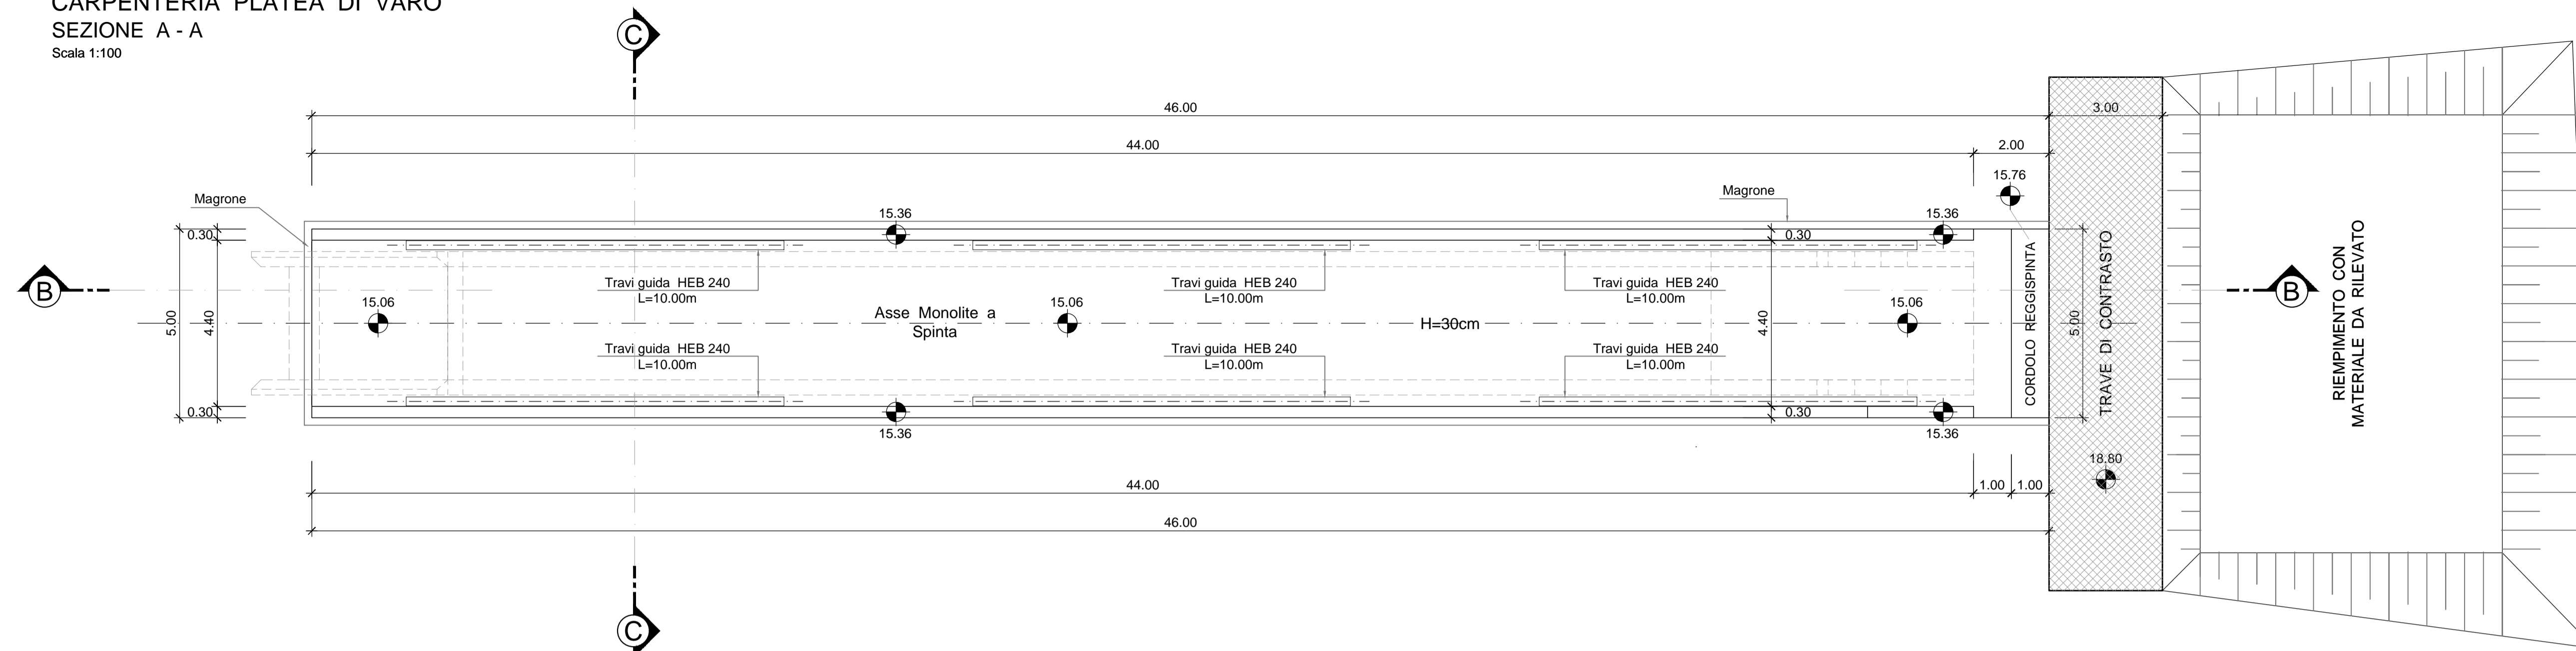 CARPENTERIA PLATEA DI VARO
SEZIONE A - A
Scala 1:100
C
46.00
3.00
44.00
2.00
15.76
Magrone
Magrone
15.36
15.36
0.30
0.30
Travi guida HEB 240
L=10.00m
Travi guida HEB 240
L=10.00m
Travi guida HEB 240
L=10.00m
B
B
15.06
15.06
15.06
Asse Monolite a
Spinta
H=30cm
5.00
4.40
4.40
5.00
CORDOLO REGGISPINTA
TRAVE DI CONTRASTO
RIEMPIMENTO CON
MATERIALE DA RILEVATO
Travi guida HEB 240
L=10.00m
Travi guida HEB 240
L=10.00m
Travi guida HEB 240
L=10.00m
0.30
0.30
15.36
15.36
18.80
44.00
1.00
1.00
46.00
C